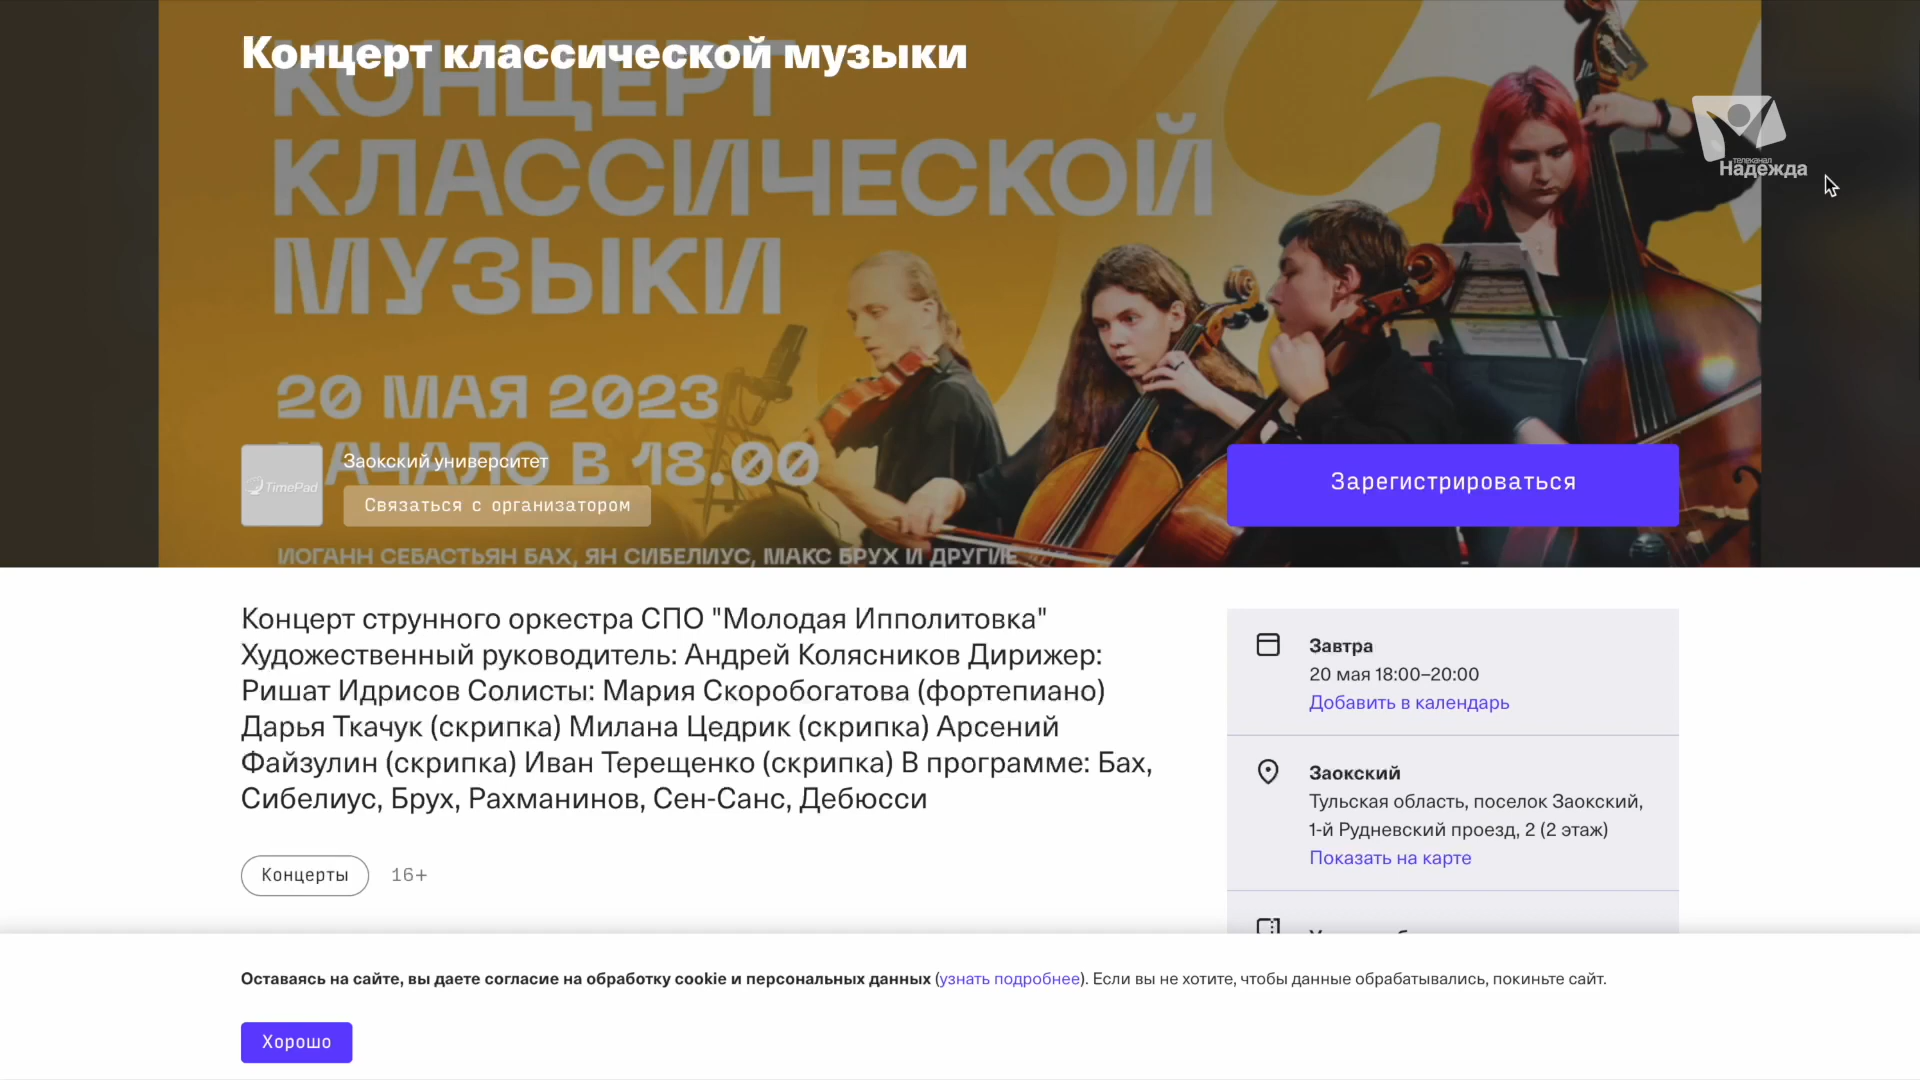 Концерт классической музыки
КОНЦЕРТ
КЛАССИЧЕСКОЙ
МУЗЫКИ
телеканал
Надежда
20 МАЯ 2023
НАЧАЛО В 18.00
TimePad
Заокский университет
Связаться с организатором
Зарегистрироваться
ИОГАНН СЕБАСТЬЯН БАХ, ЯН СИБЕЛИУС, МАКС БРУХ И ДРУГИЕ
Концерт струнного оркестра СПО "Молодая Ипполитовка"
Художественный руководитель: Андрей Колясников Дирижер:
Ришат Идрисов Солисты: Мария Скоробогатова (фортепиано)
Дарья Ткачук (скрипка) Милана Цедрик (скрипка) Арсений
Файзулин (скрипка) Иван Терещенко (скрипка) В программе: Бах,
Сибелиус, Брух, Рахманинов, Сен-Санс, Дебюсси
Концерты
16+
Завтра
20 мая 18:00–20:00
Добавить в календарь
Заокский
Тульская область, поселок Заокский,
1-й Рудневский проезд, 2 (2 этаж)
Показать на карте
Оставаясь на сайте, вы даете согласие на обработку cookie и персональных данных (узнать подробнее). Если вы не хотите, чтобы данные обрабатывались, покиньте сайт.
Хорошо